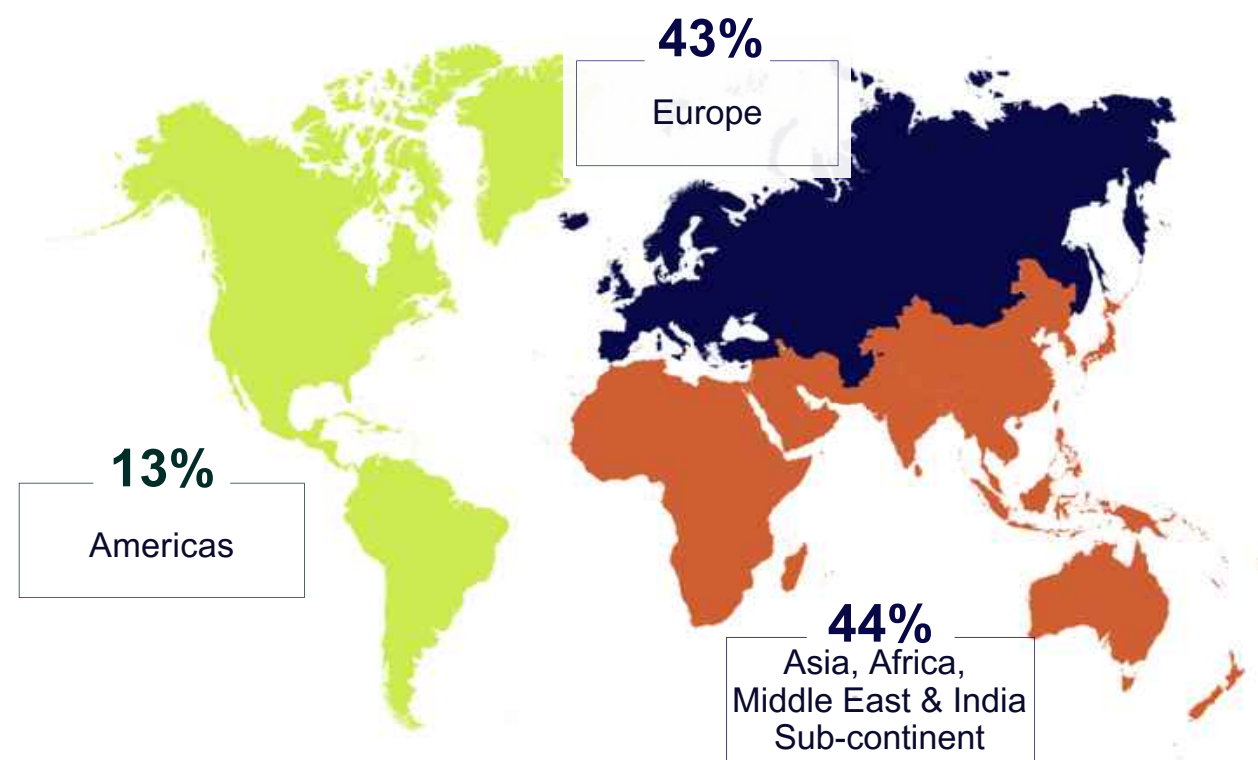 43%
Europe
13%
Americas
44%
Asia, Africa,
Middle East & India
Sub-continent